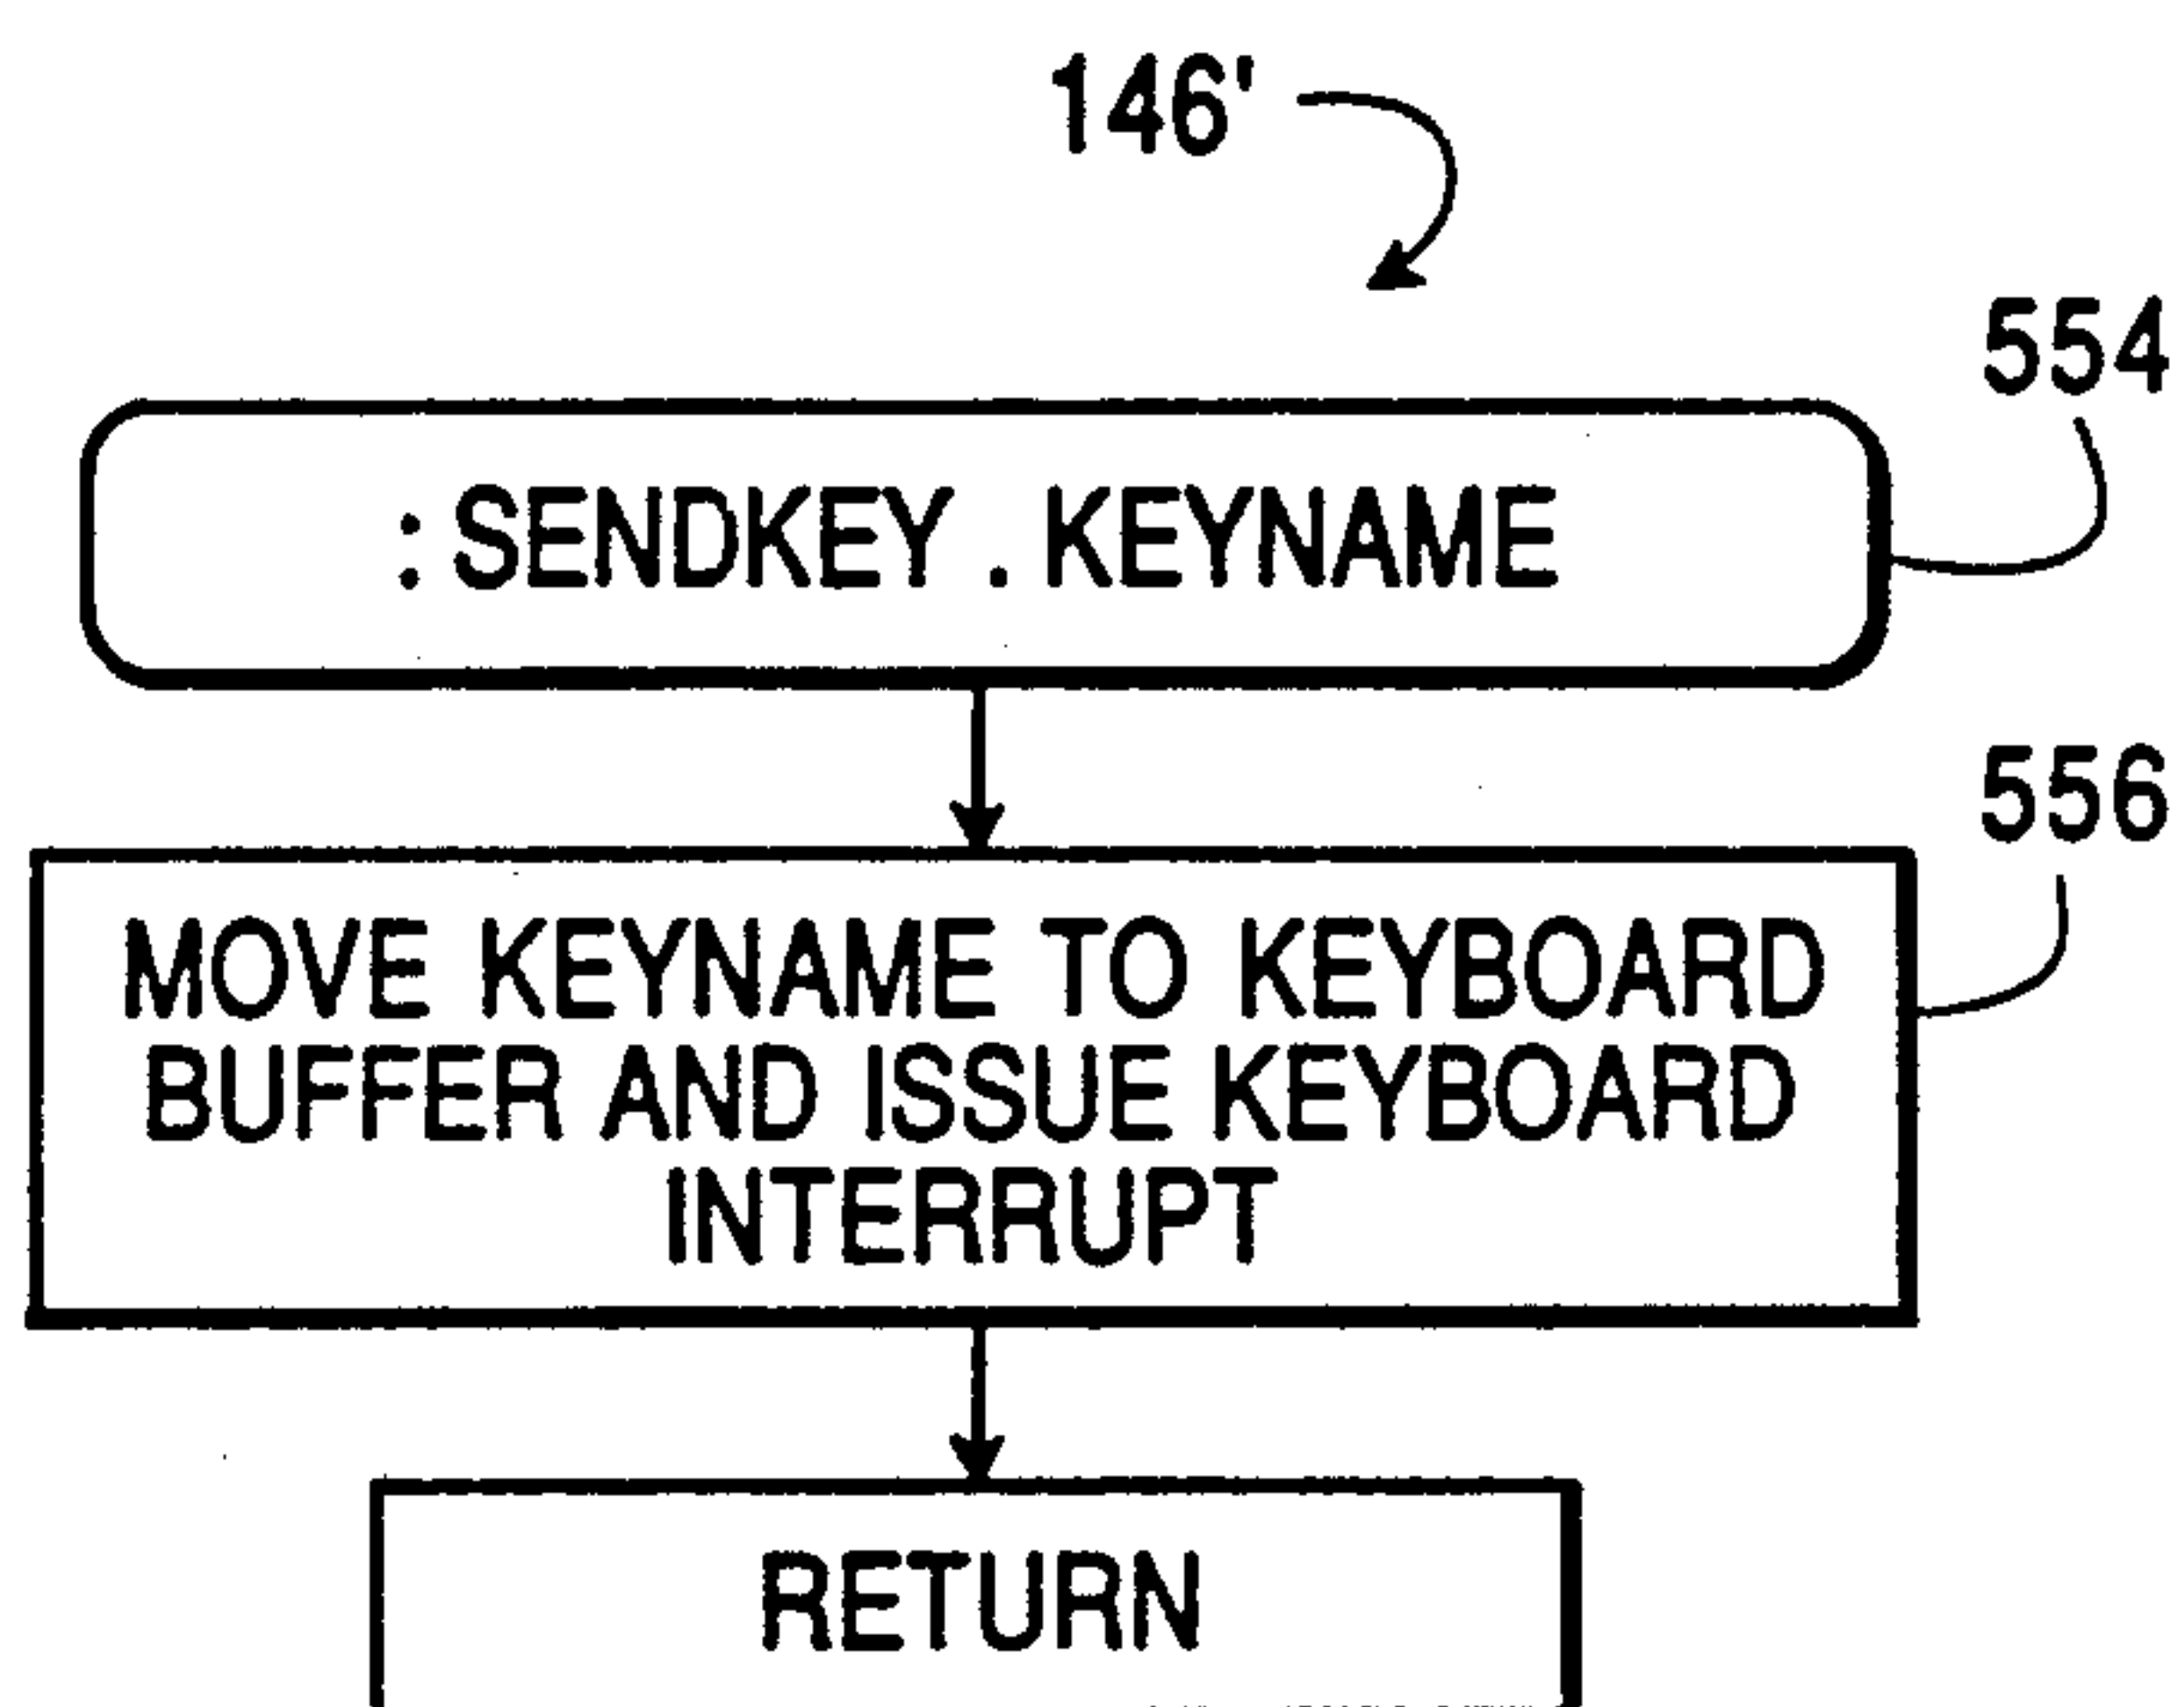 146'
554
:SENDKEY . KEYNAME
556
MOVE KEYNAME TO KEYBOARD
BUFFER AND ISSUE KEYBOARD
INTERRUPT
RETURN